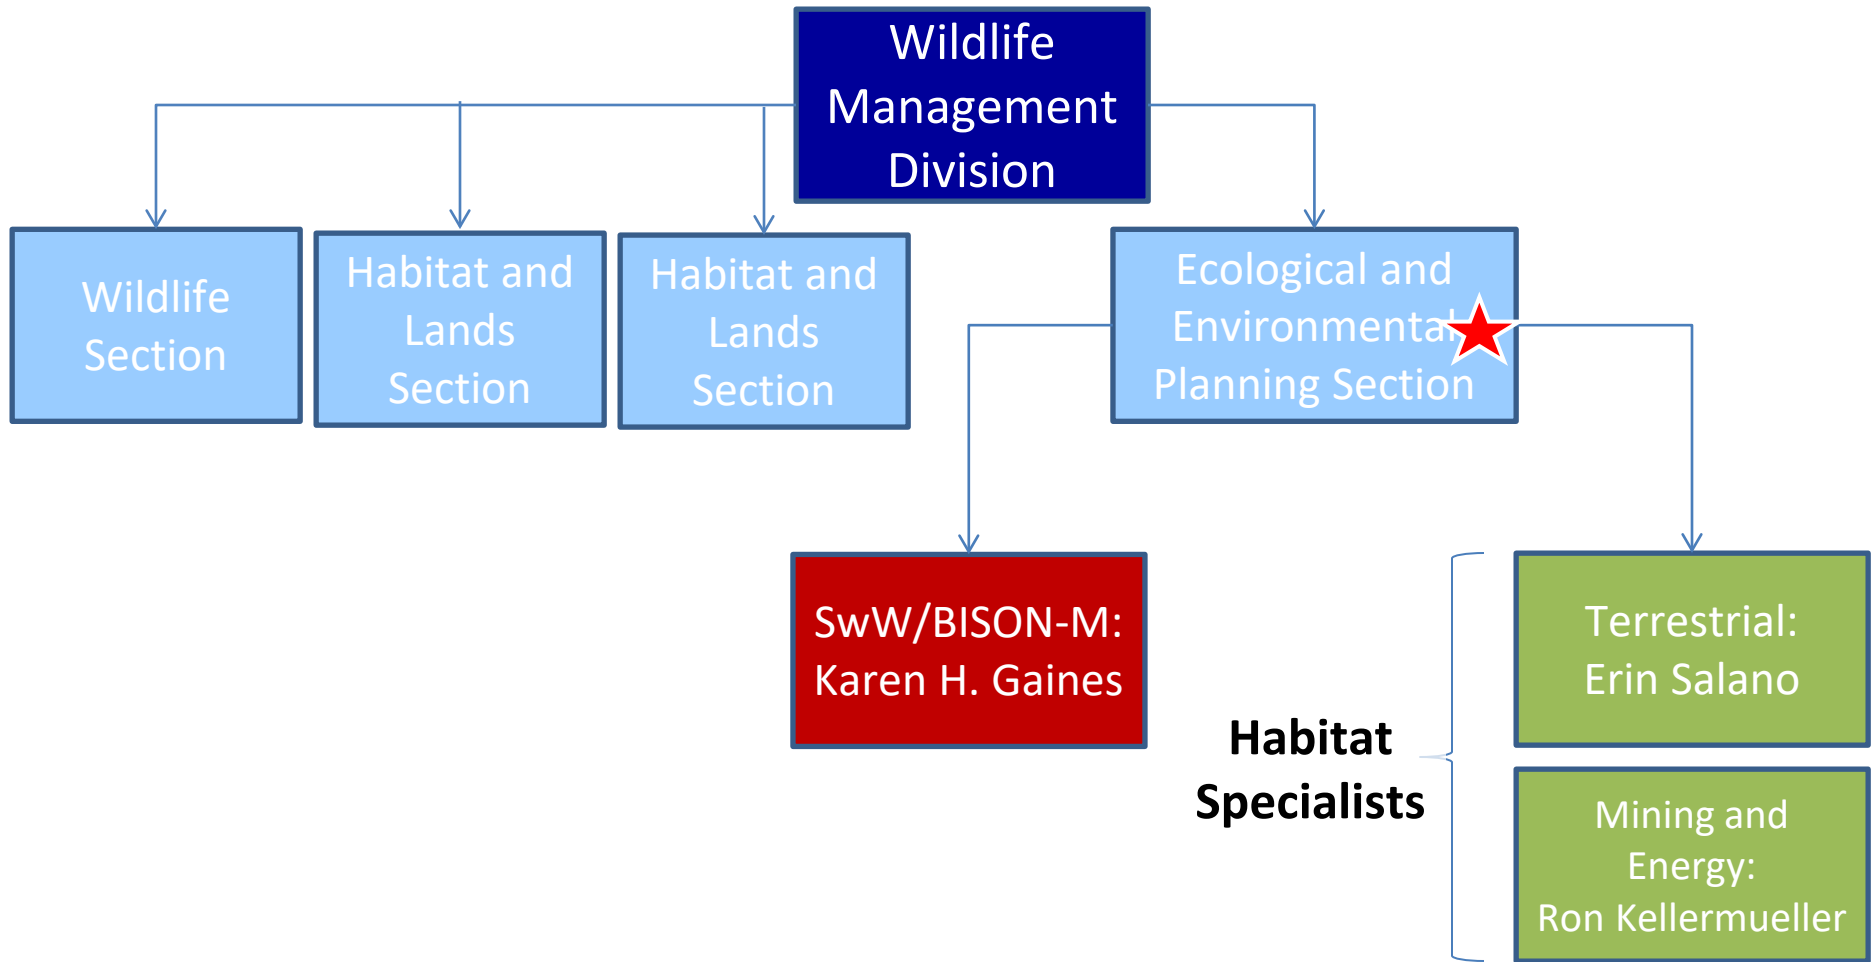 Wildlife
Management
Division
Wildlife
Section
Habitat and
Lands
Section
Habitat and
Lands
Section
Ecological and
Environmental
Planning Section
SwW/BISON-M:
Karen H. Gaines
Habitat
Specialists
Terrestrial:
Erin Salano
Mining and
Energy:
Ron Kellermueller